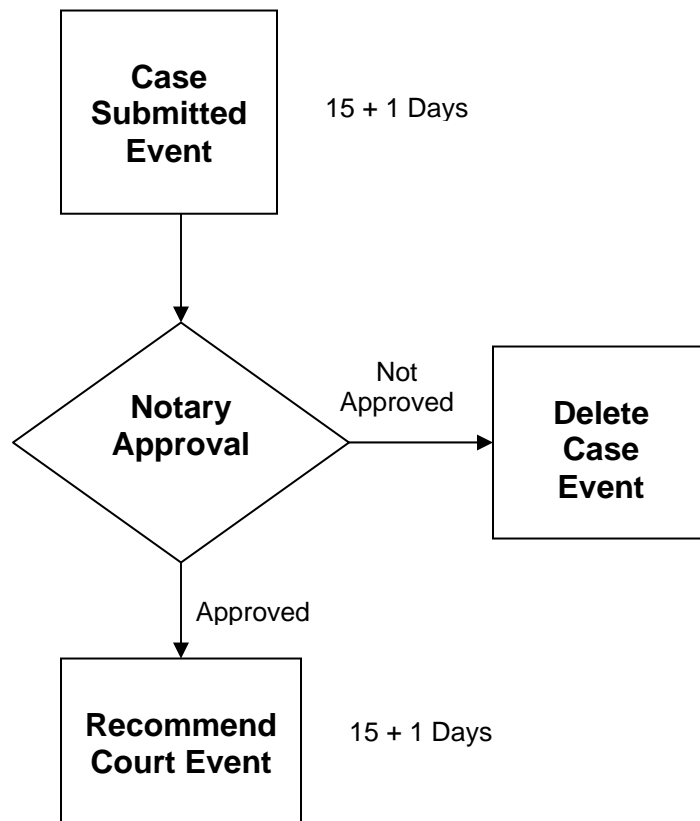 Case
Submitted
Event
15 + 1 Days
Notary
Approval
Not
Approved
Delete
Case
Event
Approved
Recommend
Court Event
15 + 1 Days